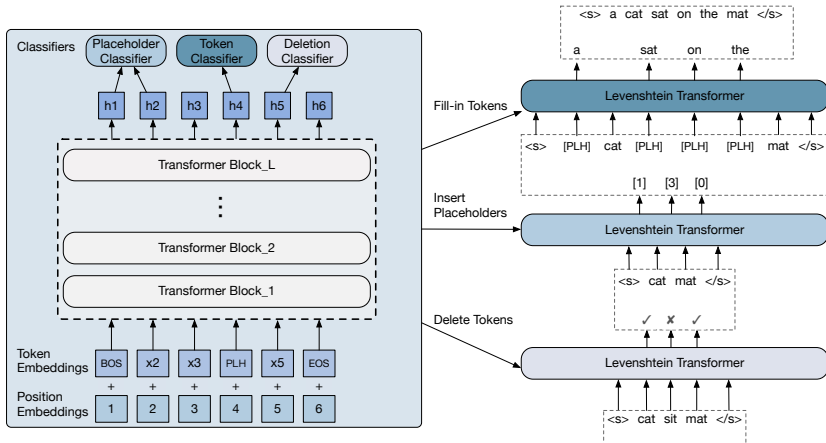 Classifiers
Placeholder
Classifier
Token
Classifier
Deletion
Classifier
h1 h2 h3 h4 h5 h6
Transformer Block_L
⋮
Transformer Block_2
Transformer Block_1
Token
Embeddings
BOS x2 x3 PLH x5 EOS
+ + + + + +
Position
Embeddings
1 2 3 4 5 6
Fill-in Tokens
Insert
Placeholders
Delete Tokens
<s> a cat sat on the mat </s>
a sat on the
Levenshtein Transformer
<s> [PLH] cat [PLH] [PLH] [PLH] mat </s>
[1] [3] [0]
Levenshtein Transformer
<s> cat mat </s>
✓ ✘ ✓
Levenshtein Transformer
<s> cat sit mat </s>